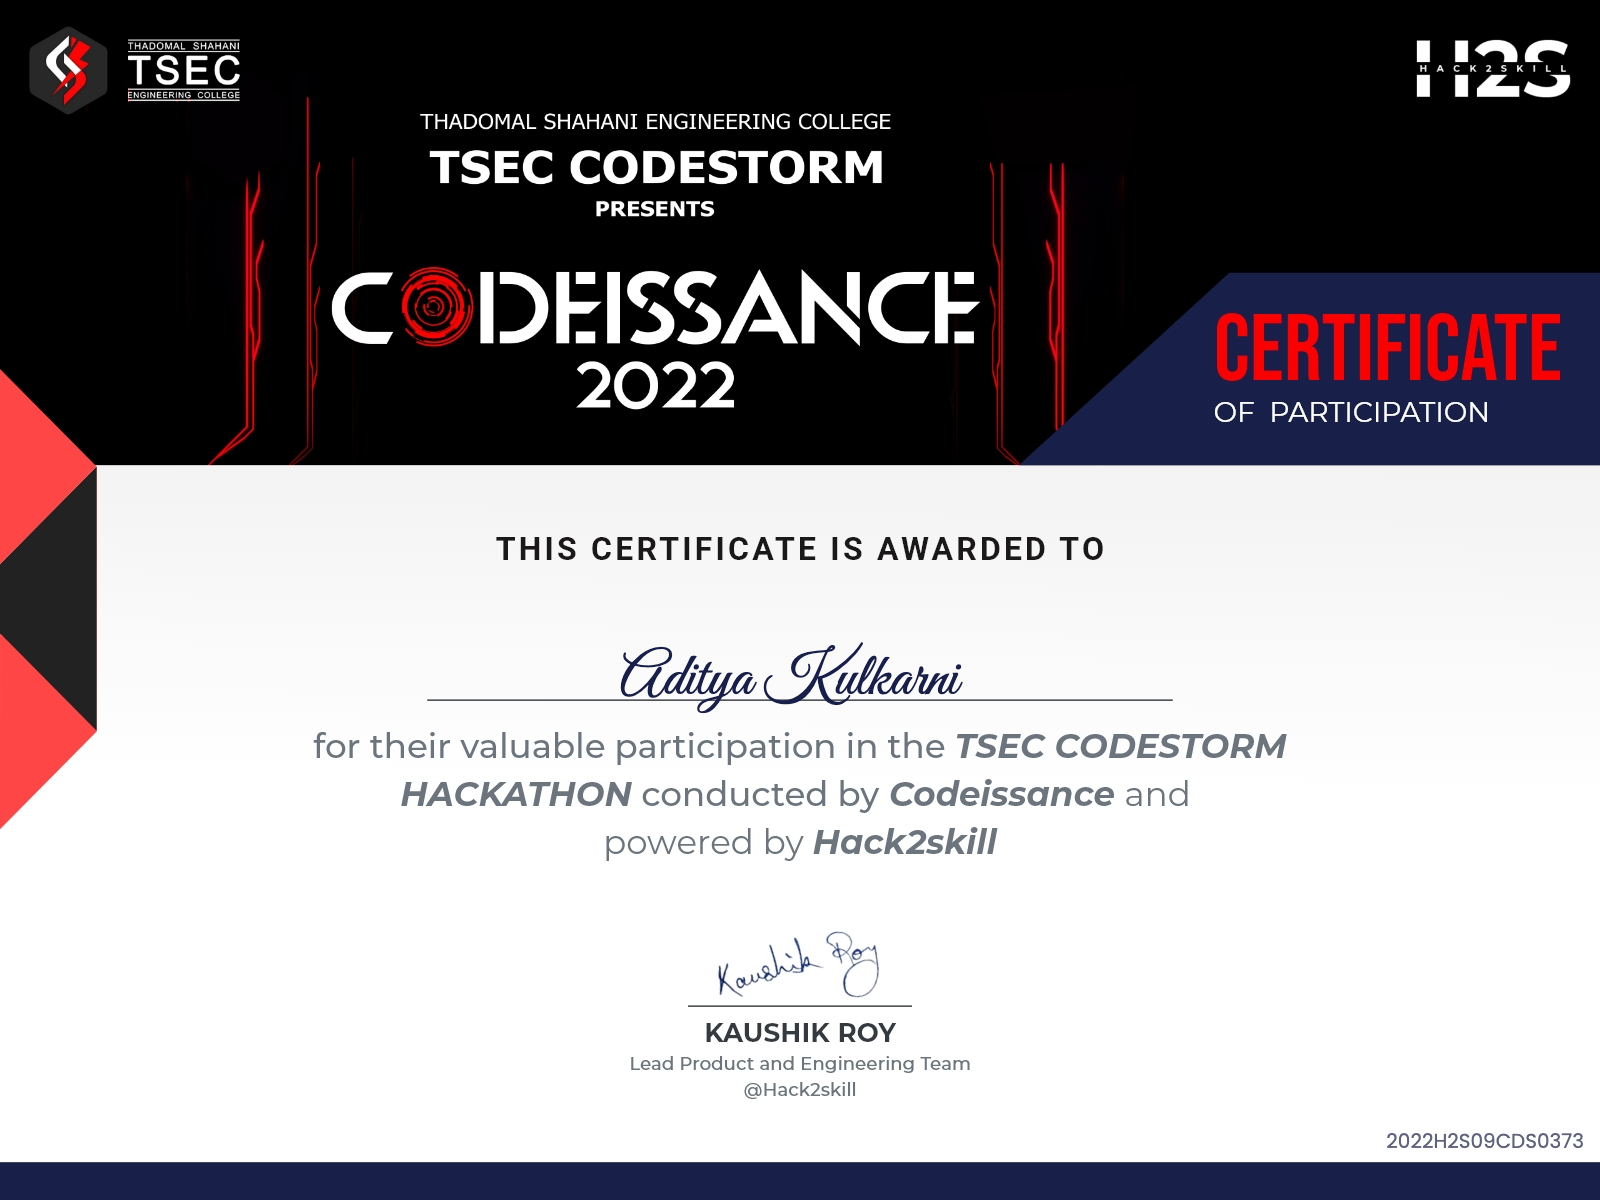 THADOMAL SHAHANI
TSEC
ENGINEERING COLLEGE
H2S
HACK2SKILL
THADOMAL SHAHANI ENGINEERING COLLEGE
TSEC CODESTORM
PRESENTS
CODEISSANCE
2022
CERTIFICATE
OF PARTICIPATION
THIS CERTIFICATE IS AWARDED TO
Aditya Kulkarni
for their valuable participation in the TSEC CODESTORM
HACKATHON conducted by Codeissance and
powered by Hack2skill
Kaushik Roy
KAUSHIK ROY
Lead Product and Engineering Team
@Hack2skill
2022H2S09CDS0373